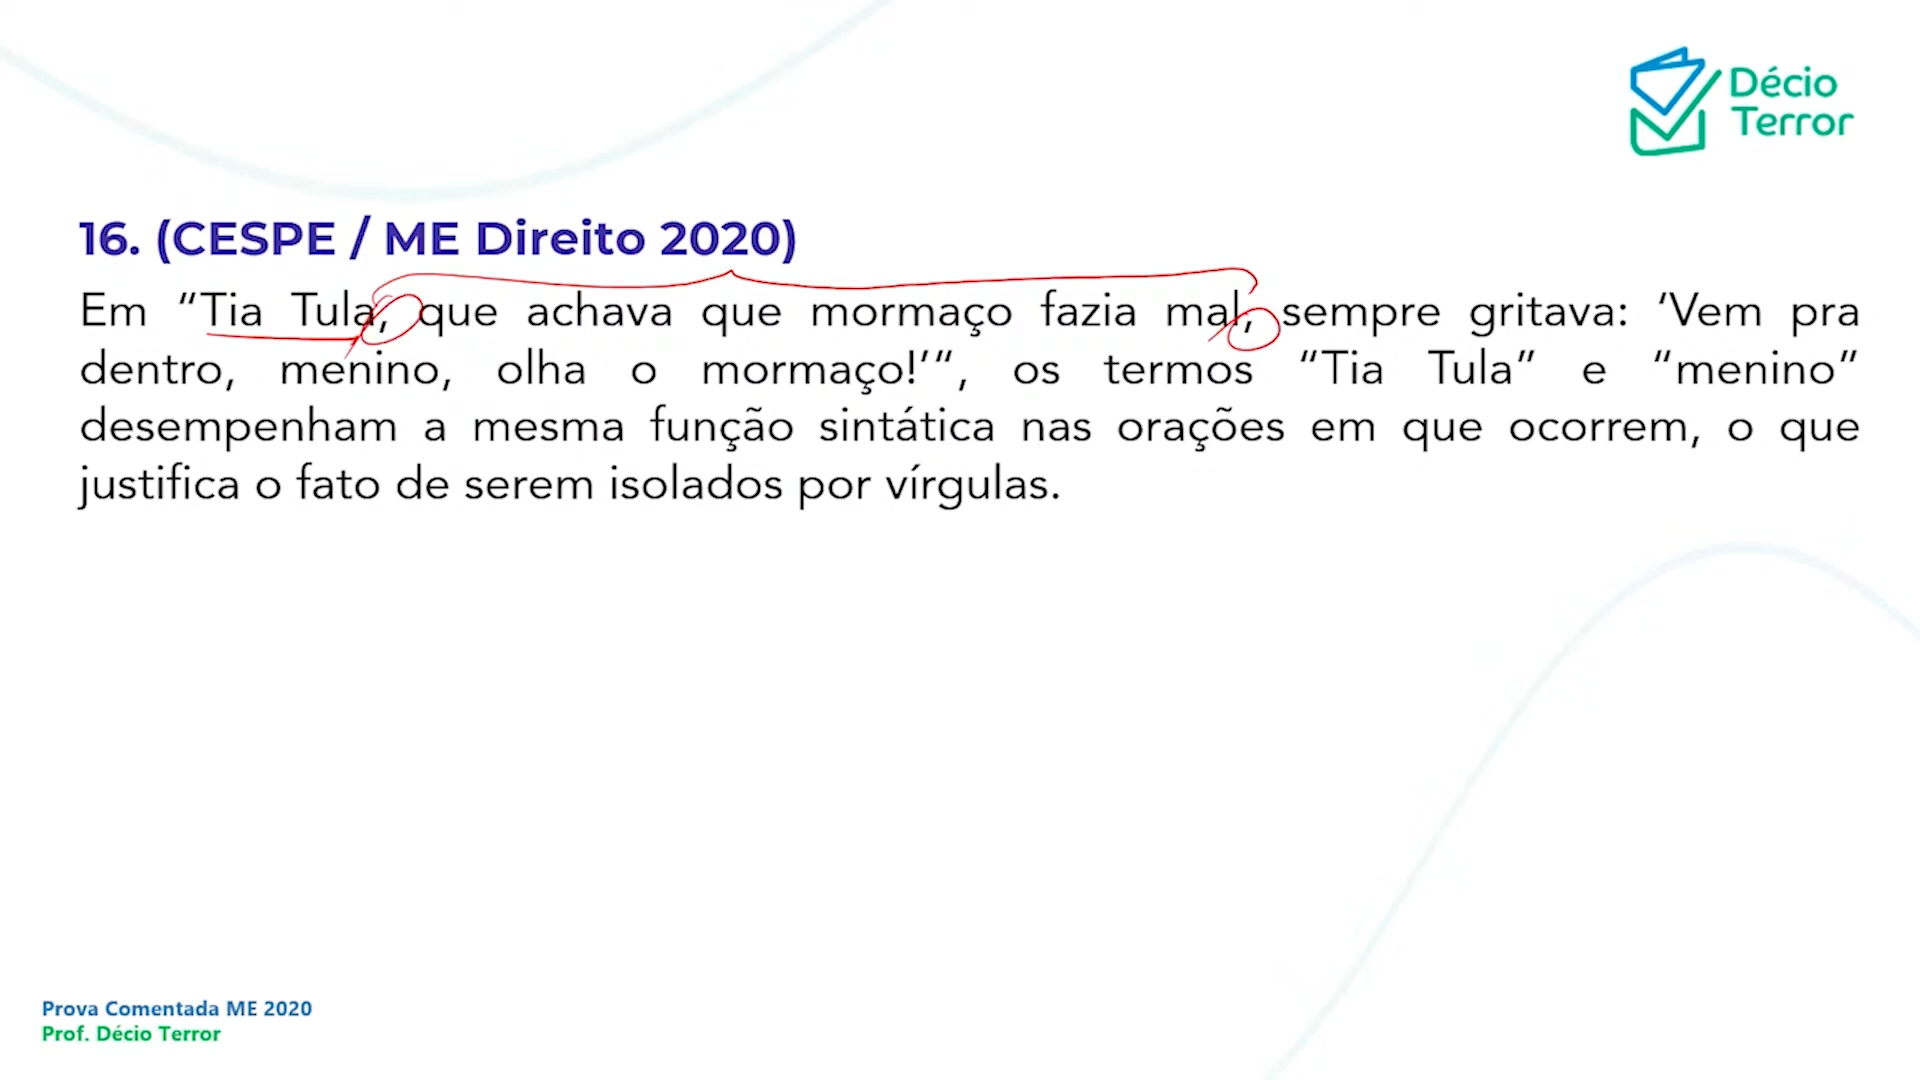 Décio
Terror
16. (CESPE / ME Direito 2020)
Em “Tia Tula, que achava que mormaço fazia mal, sempre gritava: ‘Vem pra
dentro, menino, olha o mormaço!’“, os termos “Tia Tula” e “menino”
desempenham a mesma função sintática nas orações em que ocorrem, o que
justifica o fato de serem isolados por vírgulas.
Prova Comentada ME 2020
Prof. Décio Terror